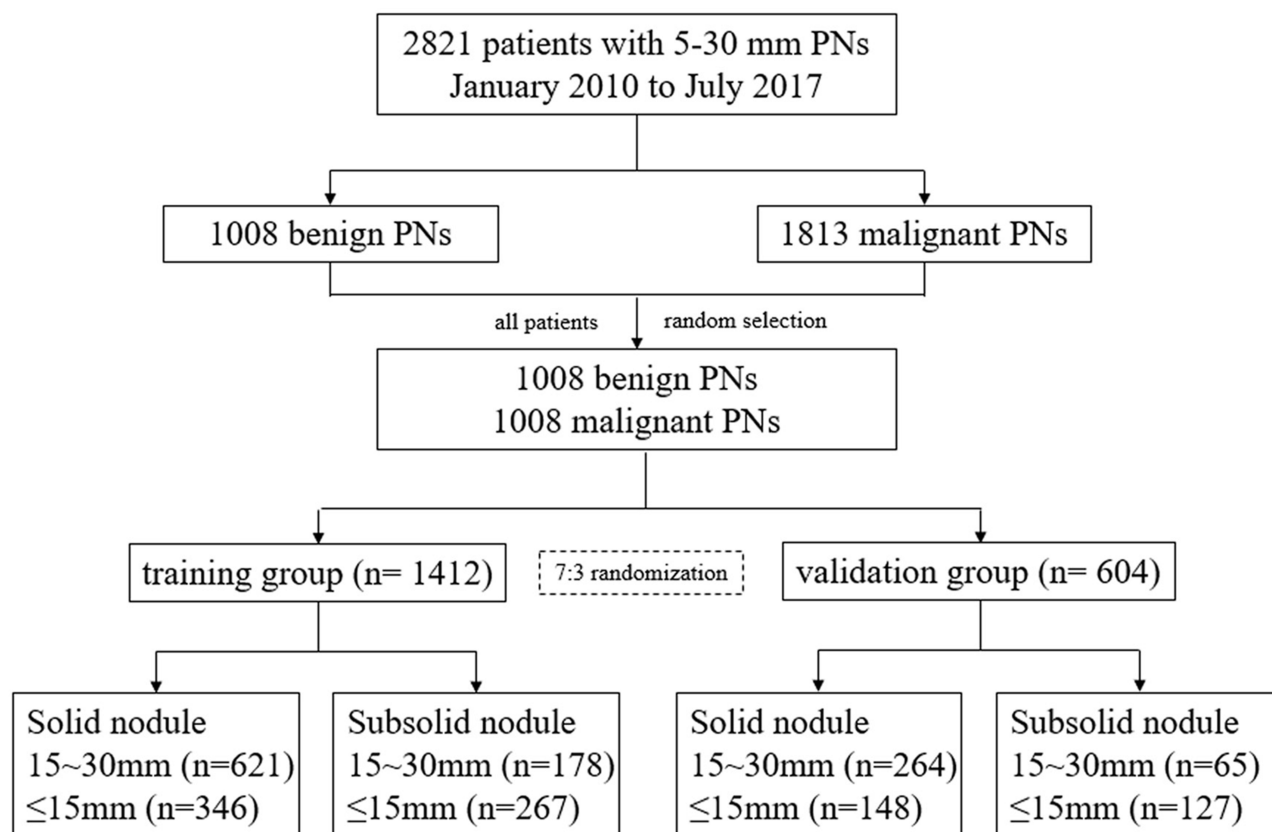 2821 patients with 5-30 mm PNs
January 2010 to July 2017
1008 benign PNs
1813 malignant PNs
all patients
random selection
1008 benign PNs
1008 malignant PNs
training group (n= 1412)
7:3 randomization
validation group (n= 604)
Solid nodule
15~30mm (n=621)
≤15mm (n=346)
Subsolid nodule
15~30mm (n=178)
≤15mm (n=267)
Solid nodule
15~30mm (n=264)
≤15mm (n=148)
Subsolid nodule
15~30mm (n=65)
≤15mm (n=127)